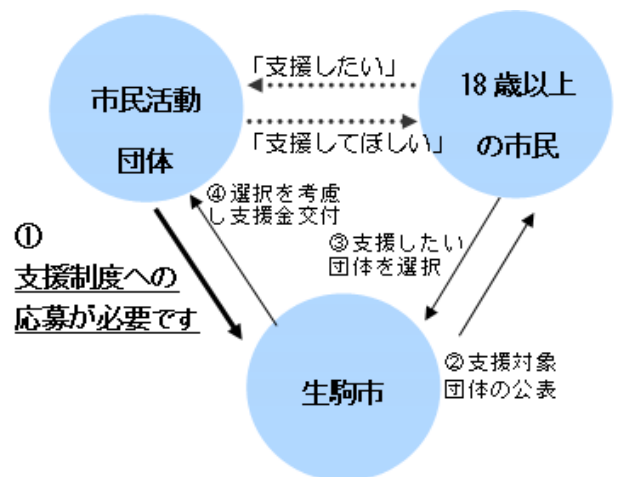 市民活動
団体
「支援したい」
「支援してほしい」
18歳以上
の市民
①
支援制度への
応募が必要です
④選択を考慮
し支援金交付
③支援したい
団体を選択
②支援対象
団体の公表
生駒市